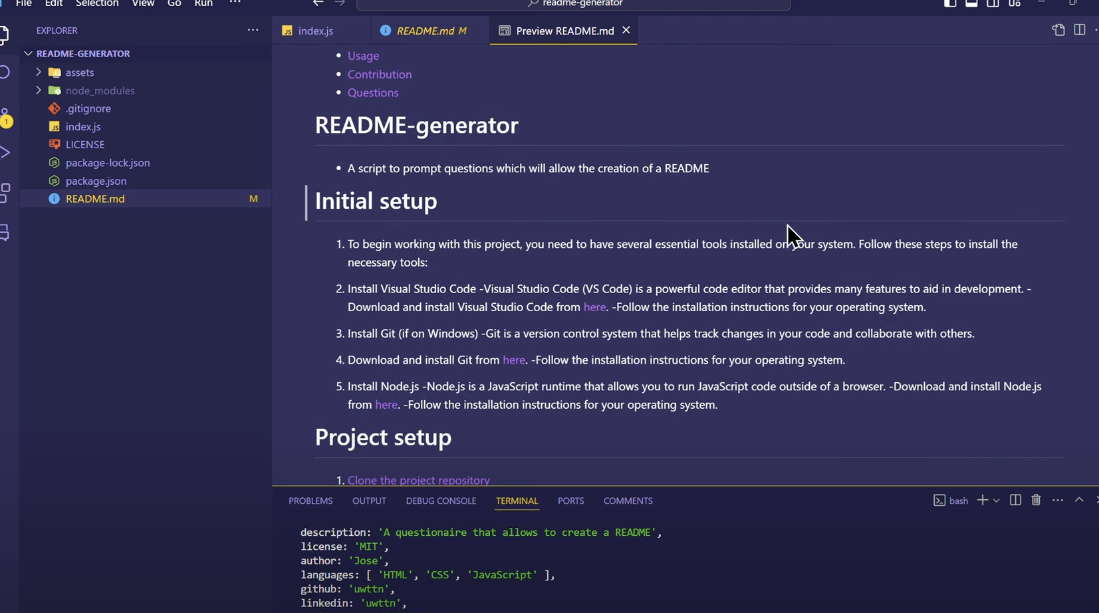 File Edit Selection View Go Run ···
readme-generator
EXPLORER ···
README-GENERATOR
assets
node_modules
.gitignore
index.js
LICENSE
package-lock.json
package.json
README.md M
1
index.js README.md M Preview README.md
• Usage
• Contribution
• Questions
README-generator
• A script to prompt questions which will allow the creation of a README
Initial setup
1. To begin working with this project, you need to have several essential tools installed on your system. Follow these steps to install the
necessary tools:
2. Install Visual Studio Code -Visual Studio Code (VS Code) is a powerful code editor that provides many features to aid in development. -
Download and install Visual Studio Code from here. -Follow the installation instructions for your operating system.
3. Install Git (if on Windows) -Git is a version control system that helps track changes in your code and collaborate with others.
4. Download and install Git from here. -Follow the installation instructions for your operating system.
5. Install Node.js -Node.js is a JavaScript runtime that allows you to run JavaScript code outside of a browser. -Download and install Node.js
from here. -Follow the installation instructions for your operating system.
Project setup
1. Clone the project repository
PROBLEMS OUTPUT DEBUG CONSOLE TERMINAL PORTS COMMENTS
bash
description: 'A questionaire that allows to create a README',
license: 'MIT',
author: 'Jose',
languages: [ 'HTML', 'CSS', 'JavaScript' ],
github: 'uwttn',
linkedin: 'uwttn',